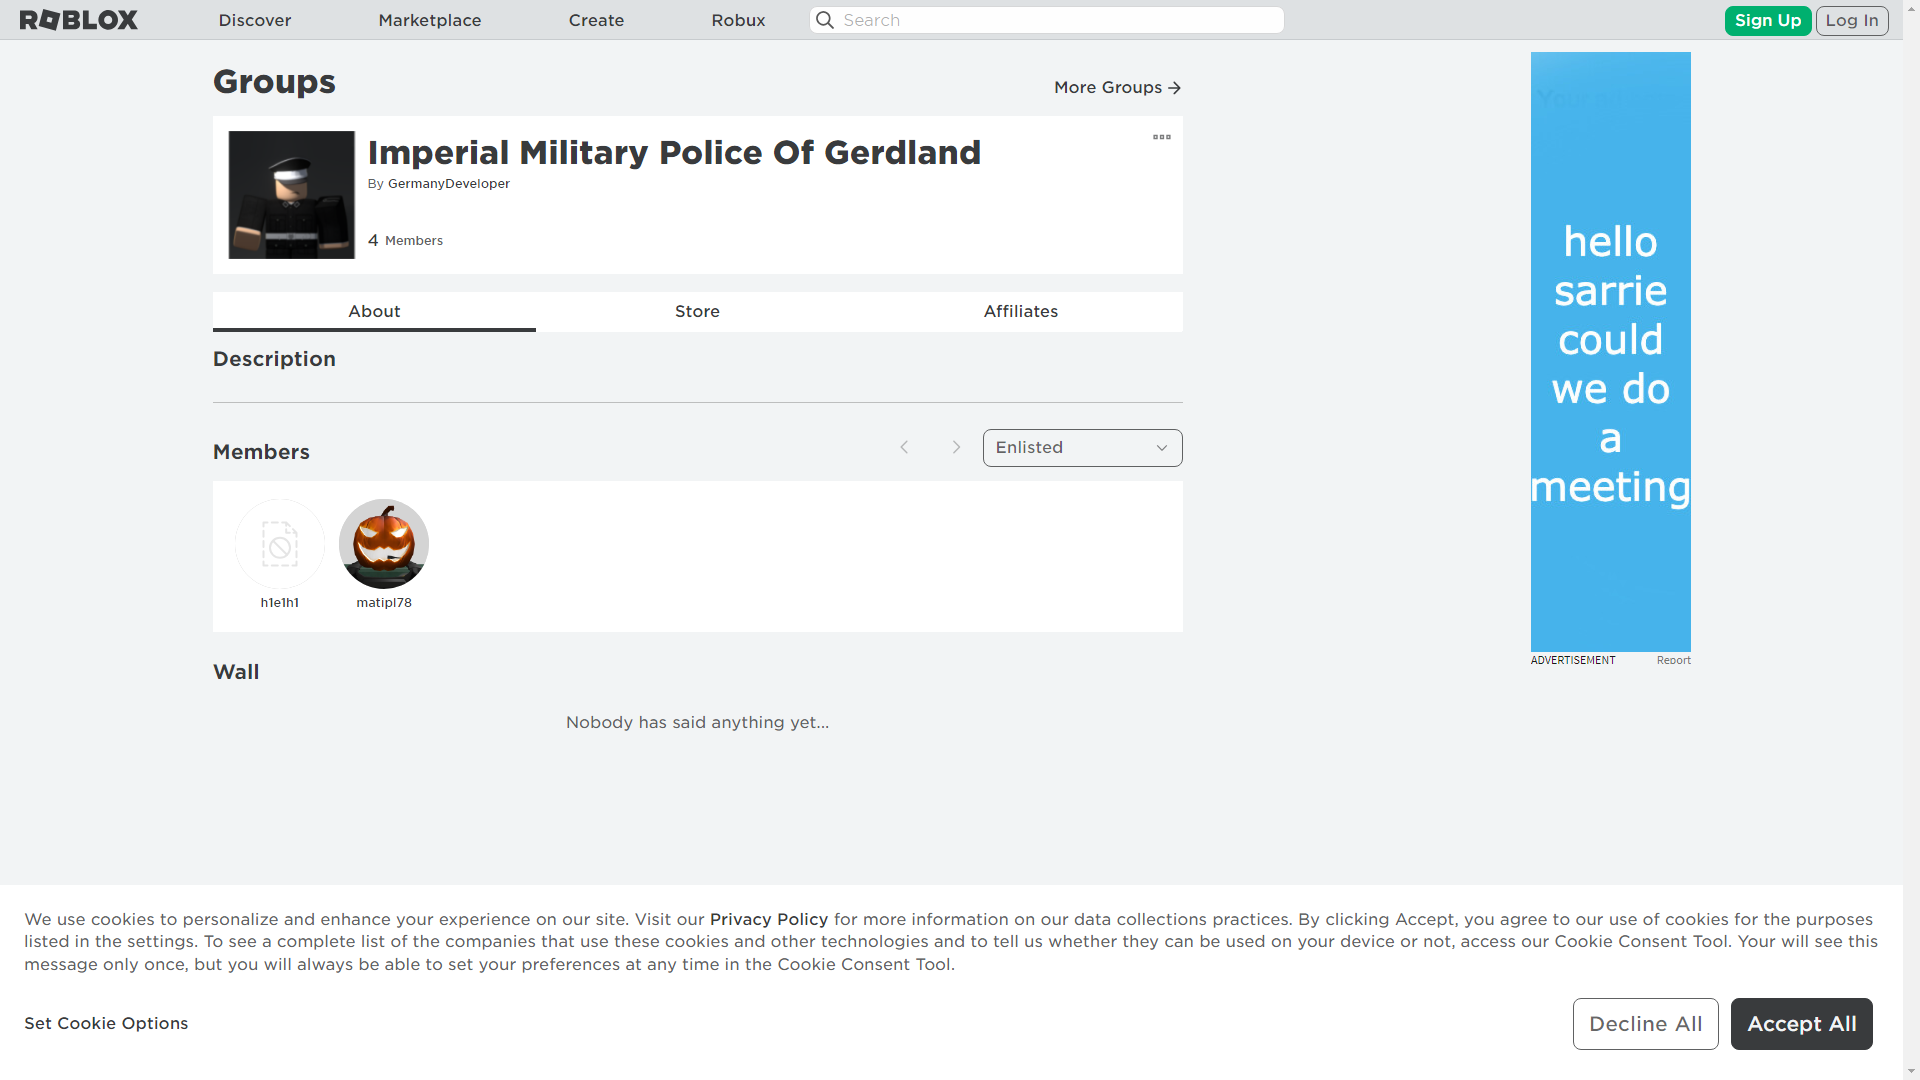 ROBLOX
Discover
Marketplace
Create
Robux
Search
Sign Up
Log In
Groups
More Groups
Imperial Military Police Of Gerdland
By GermanyDeveloper
4 Members
About
Store
Affiliates
Description
Members
Enlisted
h1e1h1
matipl78
Wall
Nobody has said anything yet...
hello
sarrie
could
we do
a
meeting
ADVERTISEMENT
Report
We use cookies to personalize and enhance your experience on our site. Visit our Privacy Policy for more information on our data collections practices. By clicking Accept, you agree to our use of cookies for the purposes
listed in the settings. To see a complete list of the companies that use these cookies and other technologies and to tell us whether they can be used on your device or not, access our Cookie Consent Tool. Your will see this
message only once, but you will always be able to set your preferences at any time in the Cookie Consent Tool.
Set Cookie Options
Decline All
Accept All